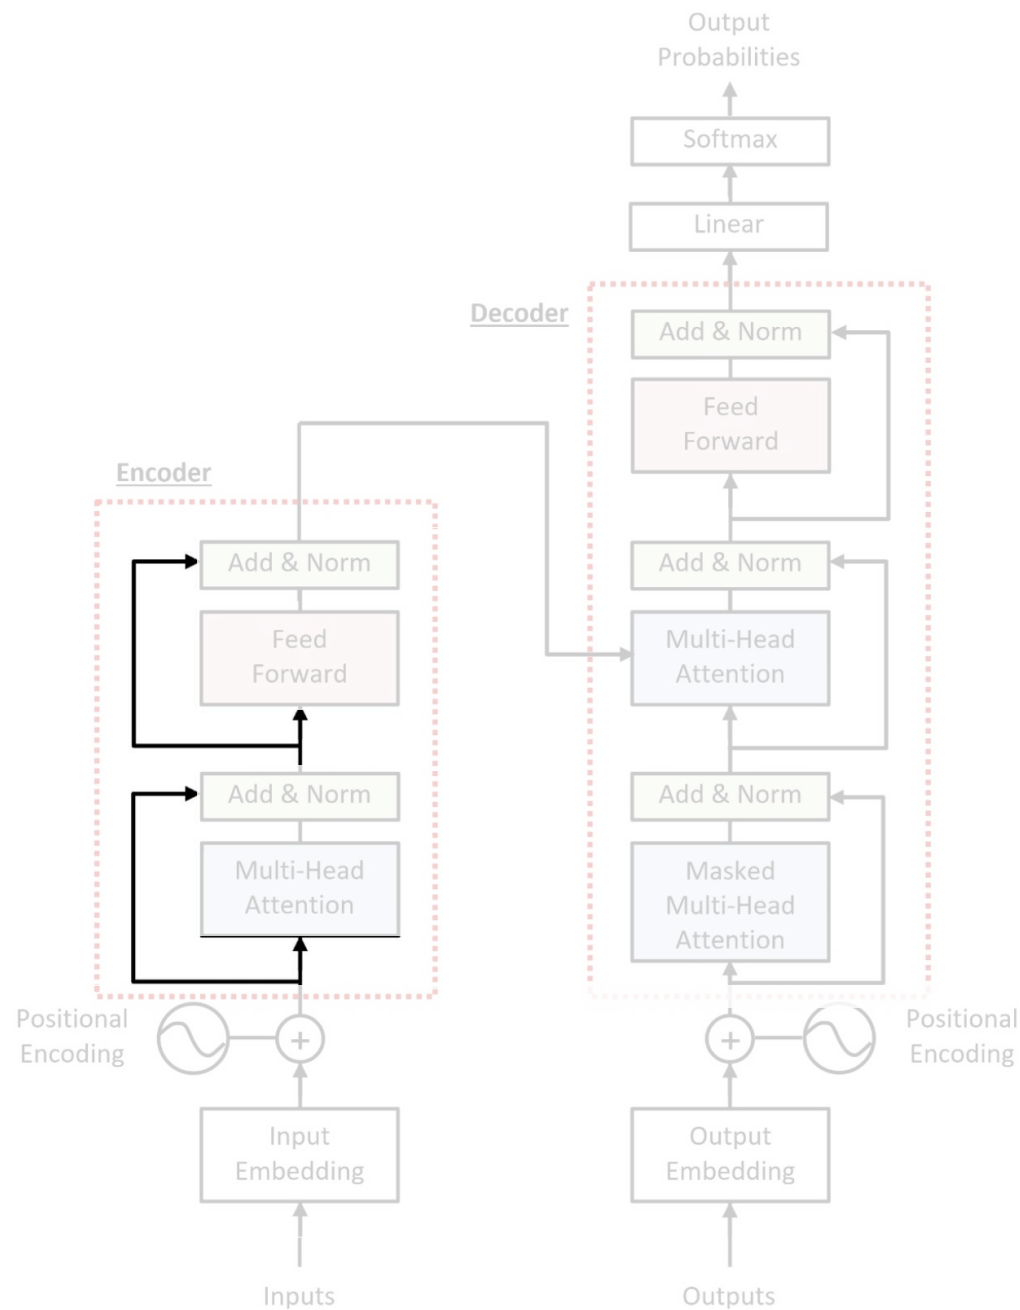 Output
Probabilities
Softmax
Linear
Decoder
Add & Norm
Feed
Forward
Encoder
Add & Norm
Add & Norm
Feed
Forward
Multi-Head
Attention
Add & Norm
Add & Norm
Multi-Head
Attention
Masked
Multi-Head
Attention
Positional
Encoding
+
+
Positional
Encoding
Input
Embedding
Output
Embedding
Inputs
Outputs